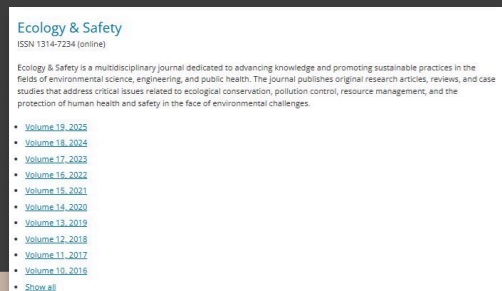 Ecology & Safety
ISSN 1314-7234 (online)
Ecology & Safety is a multidisciplinary journal dedicated to advancing knowledge and promoting sustainable practices in the
fields of environmental science, engineering, and public health. The journal publishes original research articles, reviews, and case
studies that address critical issues related to ecological conservation, pollution control, resource management, and the
protection of human health and safety in the face of environmental challenges.
Volume 19, 2025
Volume 18, 2024
Volume 17, 2023
Volume 16, 2022
Volume 15, 2021
Volume 14, 2020
Volume 13, 2019
Volume 12, 2018
Volume 11, 2017
Volume 10, 2016
Show all